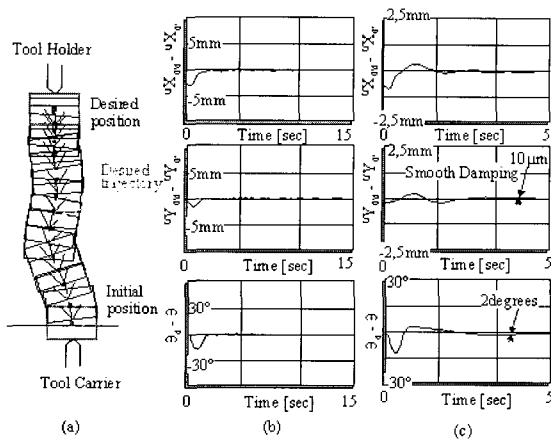 Tool Holder
Desired
position
Desired
trajectory
Initial
position
Tool Carrier
(a)
5mm
-5mm
0
Time [sec]
15
5mm
-5mm
0
Time [sec]
15
30°
-30°
0
Time [sec]
15
(b)
2,5mm
-2,5mm
0
Time [sec]
5
2,5mm
Smooth Damping
10 μm
-2,5mm
0
Time [sec]
5
30°
2degrees
-30°
0
Time [sec]
5
(c)